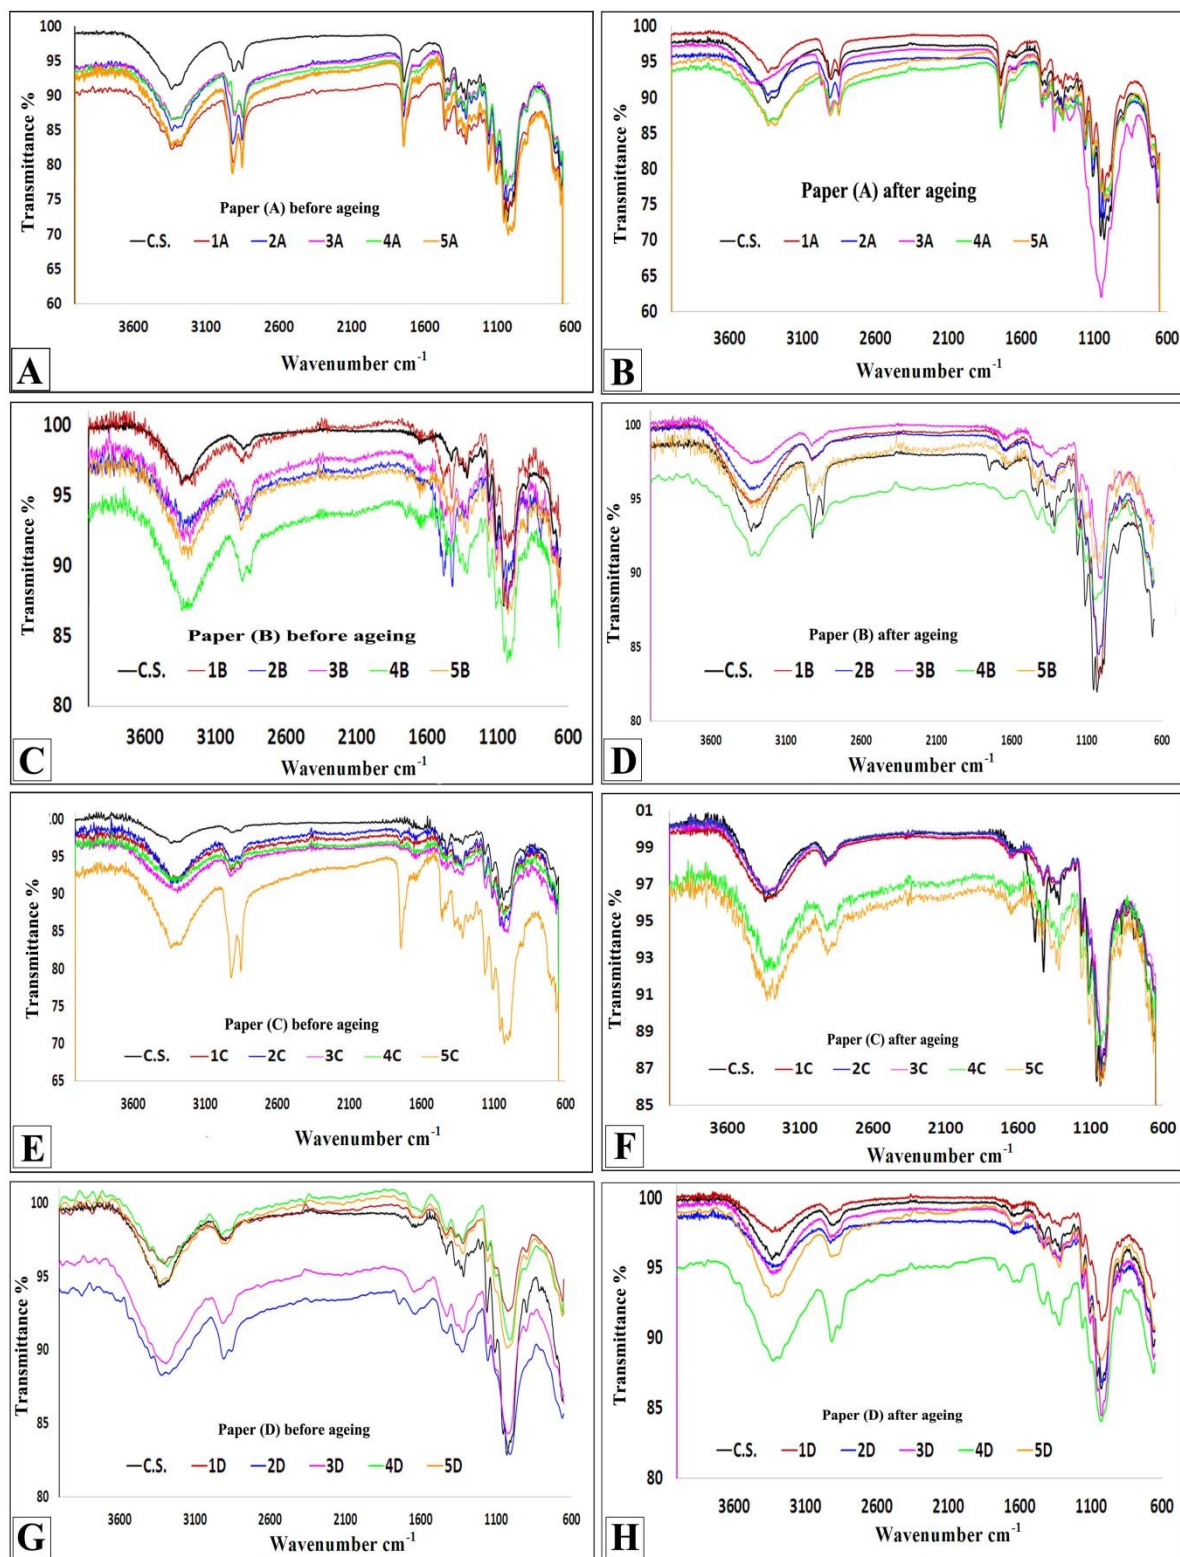 Transmittance %
100
95
90
85
80
75
70
65
60
Paper (A) before ageing
C.S. 1A 2A 3A 4A 5A
3600 3100 2600 2100 1600 1100 600
Wavenumber cm-1
A
Transmittance %
100
95
90
85
80
75
70
65
60
Paper (A) after ageing
C.S. 1A 2A 3A 4A 5A
3600 3100 2600 2100 1600 1100 600
Wavenumber cm-1
B
Transmittance %
100
95
90
85
80
Paper (B) before ageing
C.S. 1B 2B 3B 4B 5B
3600 3100 2600 2100 1600 1100 600
Wavenumber cm-1
C
Transmittance %
100
95
90
85
80
Paper (B) after ageing
C.S. 1B 2B 3B 4B 5B
3600 3100 2600 2100 1600 1100 600
Wavenumber cm-1
D
Transmittance %
00
95
90
85
80
75
70
65
Paper (C) before ageing
C.S. 1C 2C 3C 4C 5C
3600 3100 2600 2100 1600 1100 600
Wavenumber cm-1
E
Transmittance %
01
99
97
95
93
91
89
87
85
Paper (C) after ageing
C.S. 1C 2C 3C 4C 5C
3600 3100 2600 2100 1600 1100 600
Wavenumber cm-1
F
Transmittance %
100
95
90
85
80
Paper (D) before ageing
C.S. 1D 2D 3D 4D 5D
3600 3100 2600 2100 1600 1100 600
Wavenumber cm-1
G
Transmittance %
100
95
90
85
80
Paper (D) after ageing
C.S. 1D 2D 3D 4D 5D
3600 3100 2600 2100 1600 1100 600
Wavenumber cm-1
H